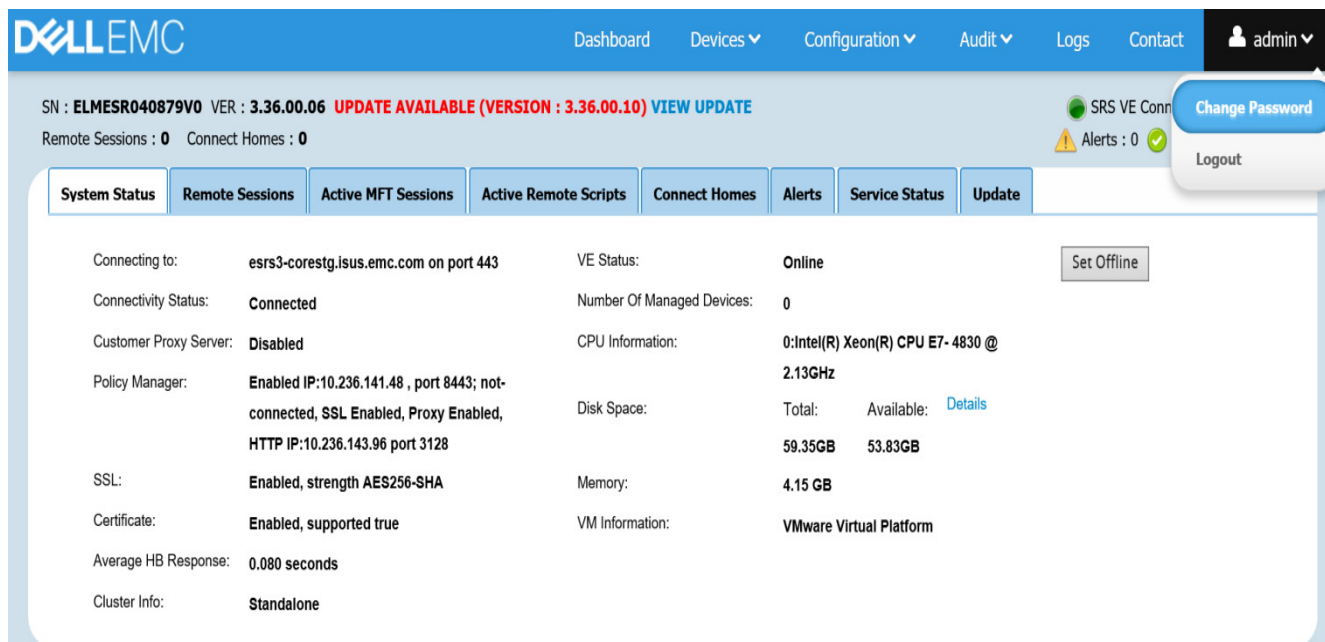 DELLEMC Dashboard Devices Configuration Audit Logs Contact admin
SN : ELMESR040879V0 VER : 3.36.00.06 UPDATE AVAILABLE (VERSION : 3.36.00.10) VIEW UPDATE SRS VE Conn Change Password
Remote Sessions : 0 Connect Homes : 0 Alerts : 0
Logout
System Status Remote Sessions Active MFT Sessions Active Remote Scripts Connect Homes Alerts Service Status Update
Connecting to: esrs3-corestg.isus.emc.com on port 443 VE Status: Online Set Offline
Connectivity Status: Connected Number Of Managed Devices: 0
Customer Proxy Server: Disabled CPU Information: 0:Intel(R) Xeon(R) CPU E7- 4830 @
2.13GHz
Policy Manager: Enabled IP:10.236.141.48 , port 8443; not-
connected, SSL Enabled, Proxy Enabled, Disk Space: Total: Available: Details
HTTP IP:10.236.143.96 port 3128 59.35GB 53.83GB
SSL: Enabled, strength AES256-SHA Memory: 4.15 GB
Certificate: Enabled, supported true VM Information: VMware Virtual Platform
Average HB Response: 0.080 seconds
Cluster Info: Standalone